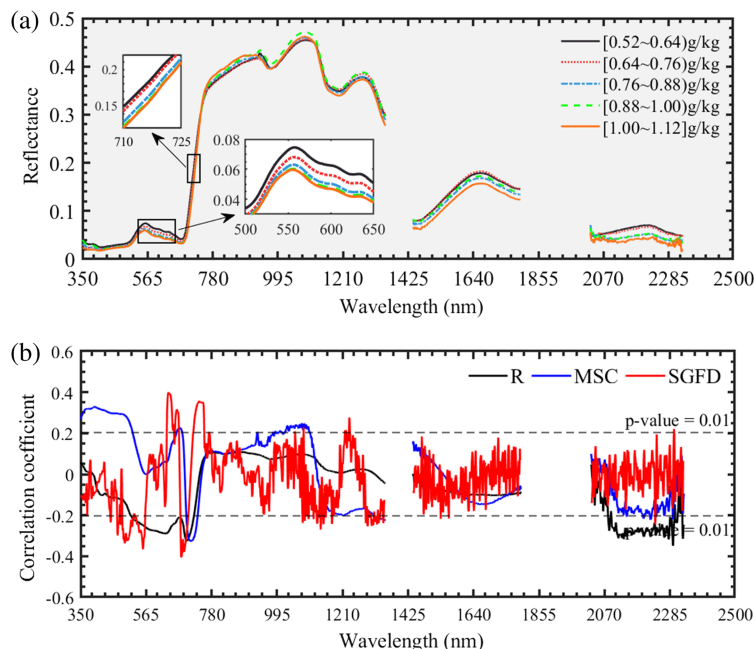 (a)
0.5
0.4
0.3
0.2
0.1
0
Reflectance
[0.52~0.64)g/kg
[0.64~0.76)g/kg
[0.76~0.88)g/kg
[0.88~1.00)g/kg
[1.00~1.12]g/kg
0.2
0.15
710 725
0.08
0.06
0.04
500 550 600 650
350 565 780 995 1210 1425 1640 1855 2070 2285 2500
Wavelength (nm)
(b)
0.6
0.4
0.2
0
-0.2
-0.4
-0.6
Correlation coefficient
R MSC SGFD
p-value = 0.01
p-value = 0.01
350 565 780 995 1210 1425 1640 1855 2070 2285 2500
Wavelength (nm)